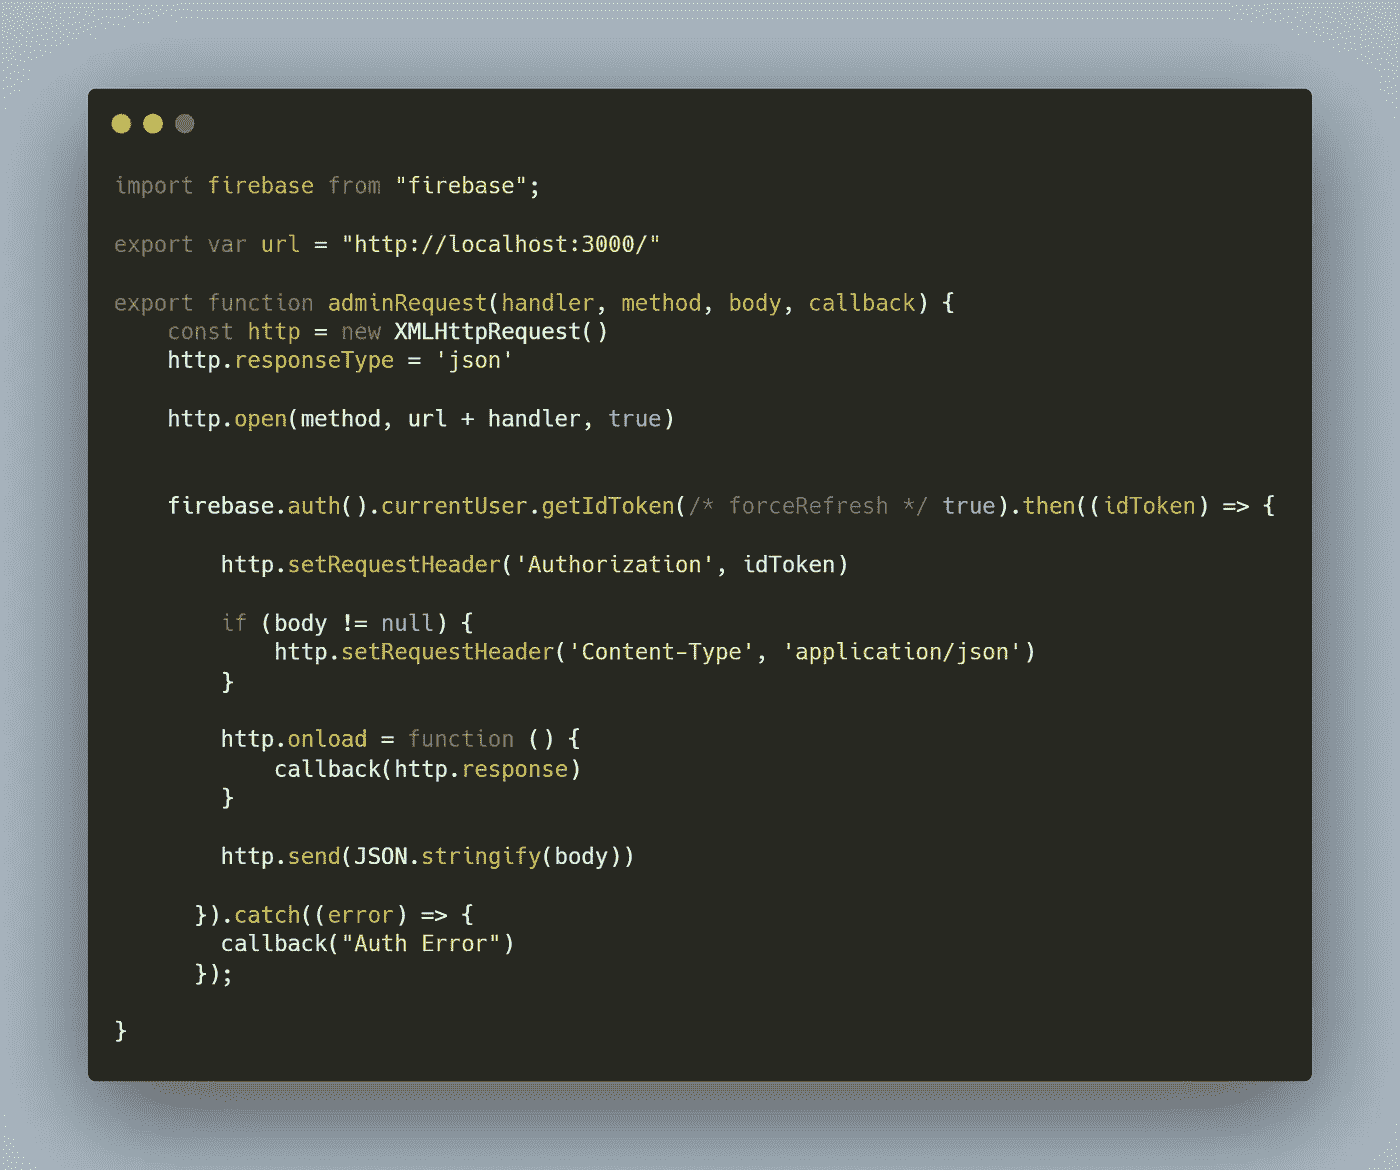 import firebase from "firebase";
export var url = "http://localhost:3000/"
export function adminRequest(handler, method, body, callback) {
    const http = new XMLHttpRequest()
    http.responseType = 'json'
    http.open(method, url + handler, true)
    firebase.auth().currentUser.getIdToken(/* forceRefresh */ true).then((idToken) => {
        http.setRequestHeader('Authorization', idToken)
        if (body != null) {
            http.setRequestHeader('Content-Type', 'application/json')
        }
        http.onload = function () {
            callback(http.response)
        }
        http.send(JSON.stringify(body))
      }).catch((error) => {
        callback("Auth Error")
      });
}